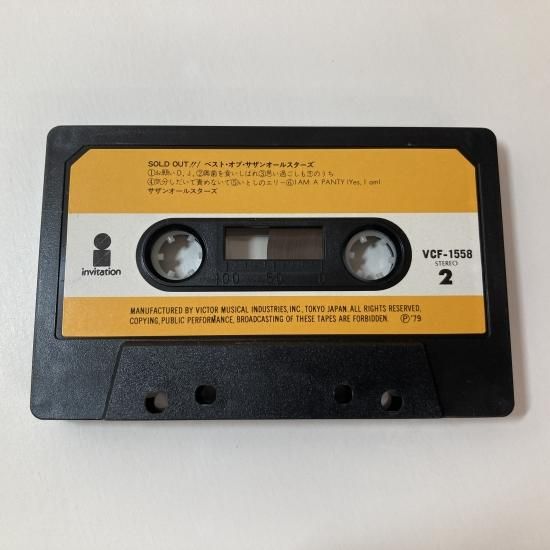 SOLD OUT!!/ベスト・オブ・サザンオールスターズ
①お願いD.J.②奥歯を食いしばれ③思い過ごしも恋のうち
④気分しだいで責めないで⑤いとしのエリー⑥I AM A PANTY (Yes, I am)
サザンオールスターズ
invitation
100 50 0
VCF-1558
STEREO
2
MANUFACTURED BY VICTOR MUSICAL INDUSTRIES, INC., TOKYO JAPAN. ALL RIGHTS RESERVED,
COPYING, PUBLIC PERFORMANCE, BROADCASTING OF THESE TAPES ARE FORBIDDEN. Ⓟ'79